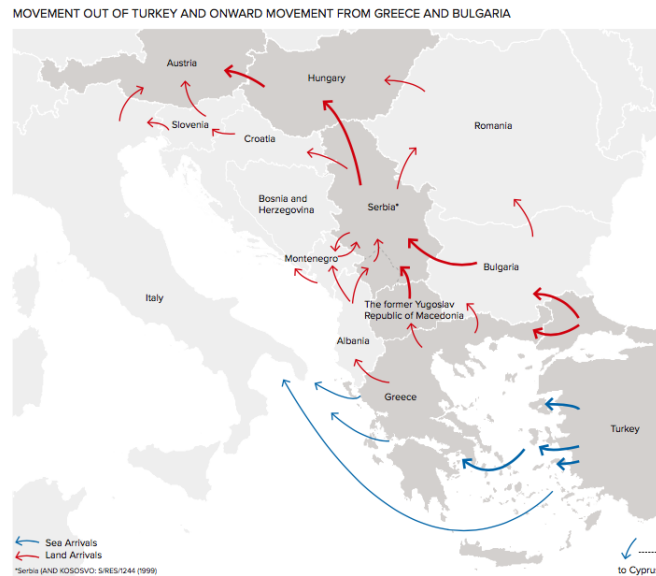 MOVEMENT OUT OF TURKEY AND ONWARD MOVEMENT FROM GREECE AND BULGARIA
Austria
Hungary
Slovenia
Croatia
Romania
Bosnia and
Herzegovina
Serbia*
Montenegro
Bulgaria
Italy
The former Yugoslav
Republic of Macedonia
Albania
Greece
Turkey
Sea Arrivals
Land Arrivals
*Serbia (AND KOSOSVO: S/RES/1244 (1999)
to Cyprus